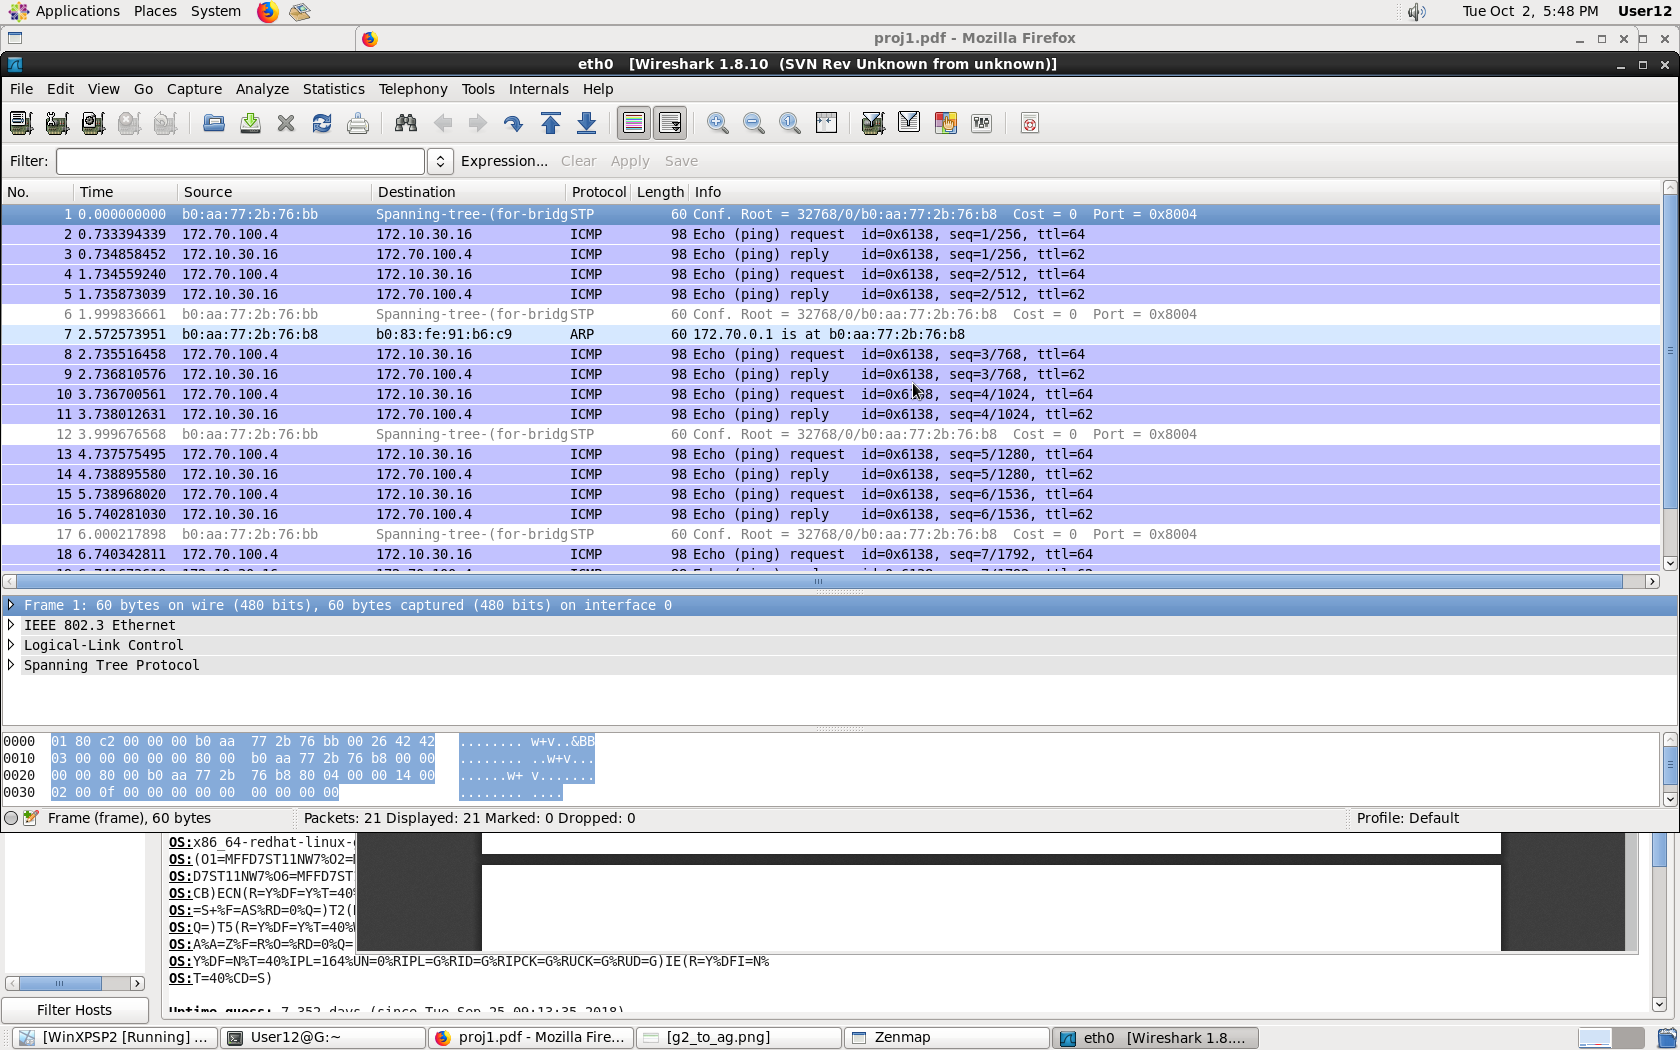 Applications Places System Tue Oct 2, 5:48 PM User12
proj1.pdf - Mozilla Firefox
eth0 [Wireshark 1.8.10 (SVN Rev Unknown from unknown)]
File Edit View Go Capture Analyze Statistics Telephony Tools Internals Help
Filter: Expression... Clear Apply Save
No. Time Source Destination Protocol Length Info
1 0.000000000 b0:aa:77:2b:76:bb Spanning-tree-(for-bridg STP 60 Conf. Root = 32768/0/b0:aa:77:2b:76:b8 Cost = 0 Port = 0x8004
2 0.733394339 172.70.100.4 172.10.30.16 ICMP 98 Echo (ping) request id=0x6138, seq=1/256, ttl=64
3 0.734858452 172.10.30.16 172.70.100.4 ICMP 98 Echo (ping) reply id=0x6138, seq=1/256, ttl=62
4 1.734559240 172.70.100.4 172.10.30.16 ICMP 98 Echo (ping) request id=0x6138, seq=2/512, ttl=64
5 1.735873039 172.10.30.16 172.70.100.4 ICMP 98 Echo (ping) reply id=0x6138, seq=2/512, ttl=62
6 1.999836661 b0:aa:77:2b:76:bb Spanning-tree-(for-bridg STP 60 Conf. Root = 32768/0/b0:aa:77:2b:76:b8 Cost = 0 Port = 0x8004
7 2.572573951 b0:aa:77:2b:76:b8 b0:83:fe:91:b6:c9 ARP 60 172.70.0.1 is at b0:aa:77:2b:76:b8
8 2.735516458 172.70.100.4 172.10.30.16 ICMP 98 Echo (ping) request id=0x6138, seq=3/768, ttl=64
9 2.736810576 172.10.30.16 172.70.100.4 ICMP 98 Echo (ping) reply id=0x6138, seq=3/768, ttl=62
10 3.736700561 172.70.100.4 172.10.30.16 ICMP 98 Echo (ping) request id=0x6138, seq=4/1024, ttl=64
11 3.738012631 172.10.30.16 172.70.100.4 ICMP 98 Echo (ping) reply id=0x6138, seq=4/1024, ttl=62
12 3.999676568 b0:aa:77:2b:76:bb Spanning-tree-(for-bridg STP 60 Conf. Root = 32768/0/b0:aa:77:2b:76:b8 Cost = 0 Port = 0x8004
13 4.737575495 172.70.100.4 172.10.30.16 ICMP 98 Echo (ping) request id=0x6138, seq=5/1280, ttl=64
14 4.738895580 172.10.30.16 172.70.100.4 ICMP 98 Echo (ping) reply id=0x6138, seq=5/1280, ttl=62
15 5.738968020 172.70.100.4 172.10.30.16 ICMP 98 Echo (ping) request id=0x6138, seq=6/1536, ttl=64
16 5.740281030 172.10.30.16 172.70.100.4 ICMP 98 Echo (ping) reply id=0x6138, seq=6/1536, ttl=62
17 6.000217898 b0:aa:77:2b:76:bb Spanning-tree-(for-bridg STP 60 Conf. Root = 32768/0/b0:aa:77:2b:76:b8 Cost = 0 Port = 0x8004
18 6.740342811 172.70.100.4 172.10.30.16 ICMP 98 Echo (ping) request id=0x6138, seq=7/1792, ttl=64
Frame 1: 60 bytes on wire (480 bits), 60 bytes captured (480 bits) on interface 0
IEEE 802.3 Ethernet
Logical-Link Control
Spanning Tree Protocol
0000 01 80 c2 00 00 00 b0 aa 77 2b 76 bb 00 26 42 42 ........ w+v..&BB
0010 03 00 00 00 00 00 80 00 b0 aa 77 2b 76 b8 00 00 ........ ..w+v...
0020 00 00 80 00 b0 aa 77 2b 76 b8 80 04 00 00 14 00 ......w+ v.......
0030 02 00 0f 00 00 00 00 00 00 00 00 00 ........ ....
Frame (frame), 60 bytes Packets: 21 Displayed: 21 Marked: 0 Dropped: 0 Profile: Default
OS:x86_64-redhat-linux-
OS:(O1=MFFD7ST11NW7%O2=
OS:D7ST11NW7%O6=MFFD7ST
OS:CB)ECN(R=Y%DF=Y%T=40
OS:=S+%F=AS%RD=0%Q=)T2(
OS:Q=)T5(R=Y%DF=Y%T=40%
OS:A%A=Z%F=R%O=%RD=0%Q=
OS:Y%DF=N%T=40%IPL=164%UN=0%RIPL=G%RID=G%RIPCK=G%RUCK=G%RUD=G)IE(R=Y%DFI=N%
OS:T=40%CD=S)
Uptime guess: 7.352 days (since Tue Sep 25 09:13:35 2018)
Filter Hosts
[WinXPSP2 [Running] ... User12@G:~ proj1.pdf - Mozilla Fire... [g2_to_ag.png] Zenmap eth0 [Wireshark 1.8....